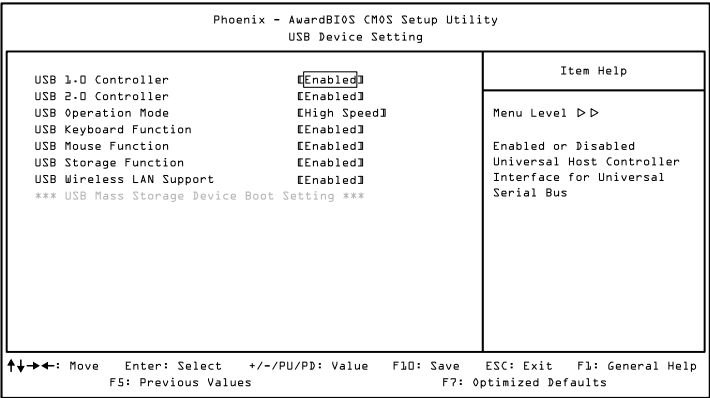 Phoenix - AwardBIOS CMOS Setup Utility
USB Device Setting
USB 1.0 Controller [Enabled]
USB 2.0 Controller [Enabled]
USB Operation Mode [High Speed]
USB Keyboard Function [Enabled]
USB Mouse Function [Enabled]
USB Storage Function [Enabled]
USB Wireless LAN Support [Enabled]
*** USB Mass Storage Device Boot Setting ***
Item Help
Menu Level ▷▷
Enabled or Disabled
Universal Host Controller
Interface for Universal
Serial Bus
↑↓→←: Move Enter: Select +/-/PU/PD: Value F10: Save ESC: Exit F1: General Help
F5: Previous Values F7: Optimized Defaults